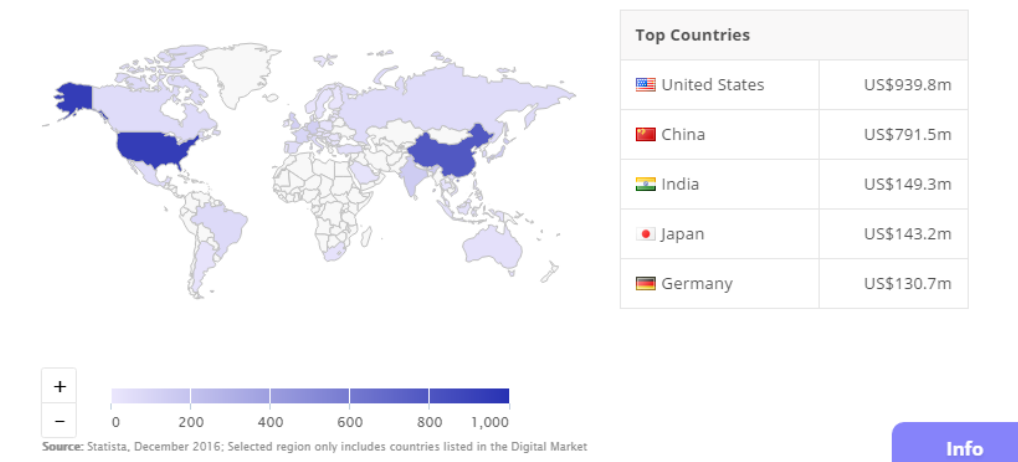 Top Countries
United States US$939.8m
China US$791.5m
India US$149.3m
Japan US$143.2m
Germany US$130.7m
+
−
0 200 400 600 800 1,000
Source: Statista, December 2016; Selected region only includes countries listed in the Digital Market
Info